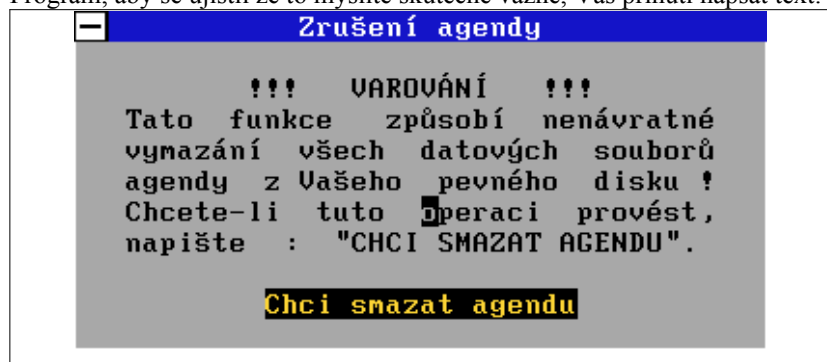 Program, aby se ujistil že to myslíte skutečně vážně, Vás přinutí napsat text:
Zrušení agendy
!!! VAROVÁNÍ !!!
Tato funkce způsobí nenávratné
vymazání všech datových souborů
agendy z Vašeho pevného disku !
Chcete-li tuto operaci provést,
napište : "CHCI SMAZAT AGENDU".
Chci smazat agendu